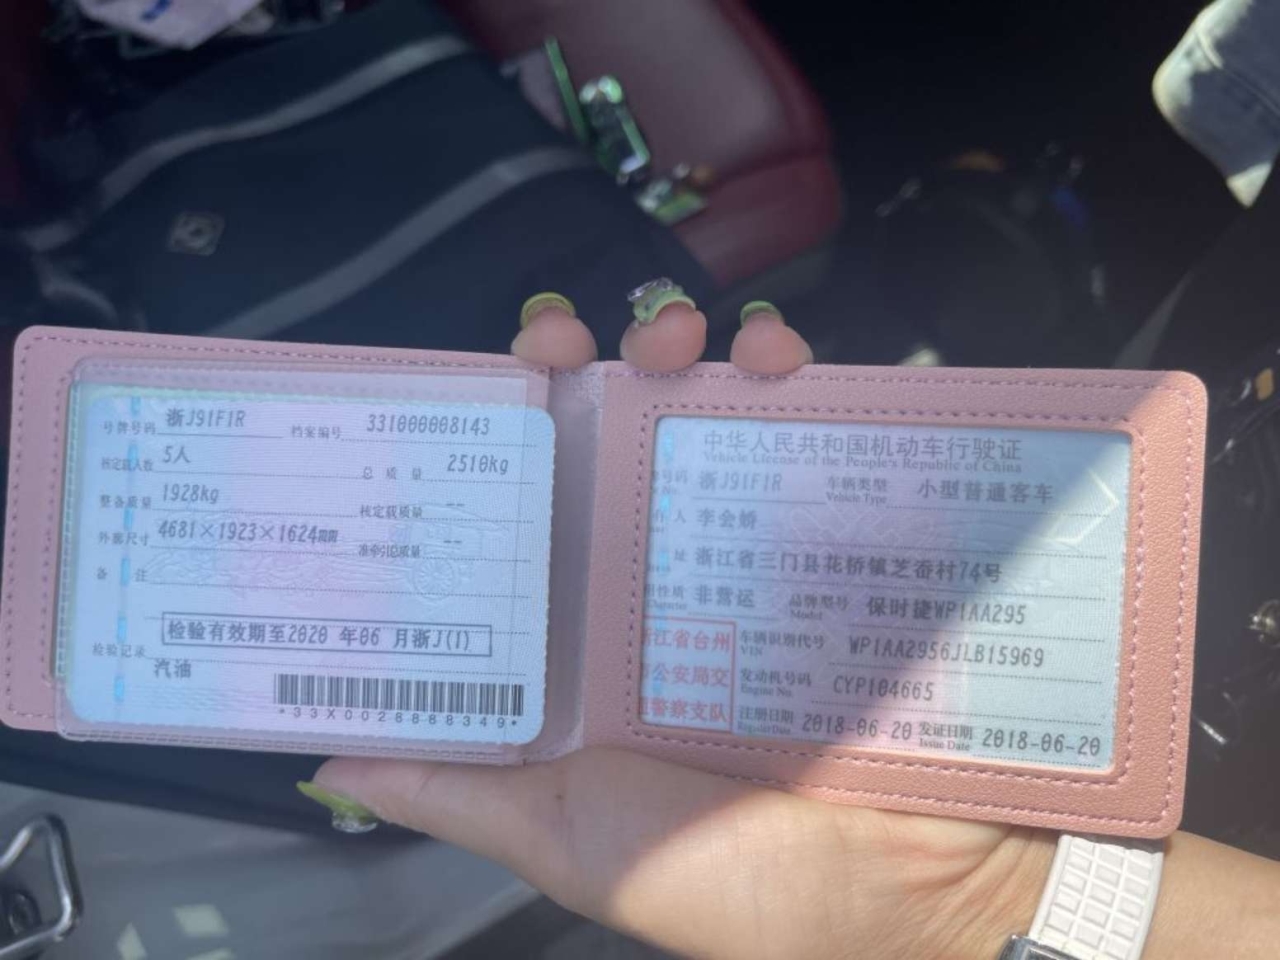 号牌号码 浙J91F1R 档案编号 331000008143
核定载人数 5人 总质量 2510kg
整备质量 1928kg 核定载质量 --
外廓尺寸 4681×1923×1624mm 准牵引总质量 --
备注
检验有效期至2020 年06 月浙J(1)
检验记录
汽油
*33X0028888349*
中华人民共和国机动车行驶证
Vehicle License of the People's Republic of China
号码 浙J91F1R 车辆类型 小型普通客车
Vehicle Type
人 李会娇
址 浙江省三门县花桥镇芝岙村74号
用性质 非营运 品牌型号 保时捷WP1AA295
Character Model
浙江省台州 车辆识别代号 WP1AA2956JLB15969
VIN
公安局交 发动机号码 CYP104665
Engine No.
警察支队 注册日期 2018-06-20 发证日期 2018-06-20
Register Date Issue Date